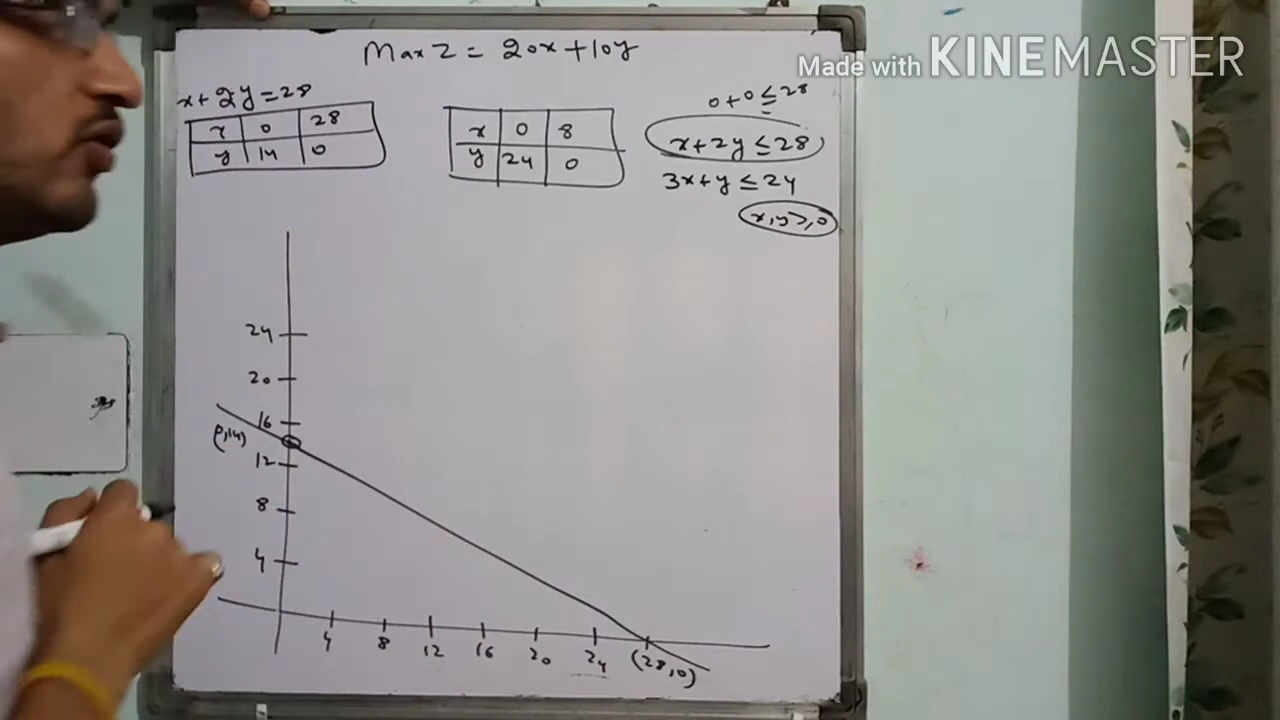 Made with KINEMASTER
Max Z = 20x + 10y
x + 2y = 28
x 0 28
y 14 0
x 0 8
y 24 0
0 + 0 ≤ 28
x + 2y ≤ 28
3x + y ≤ 24
x, y ≥, 0
24
20
16
(0,14)
12
8
4
4 8 12 16 20 24 (28,0)